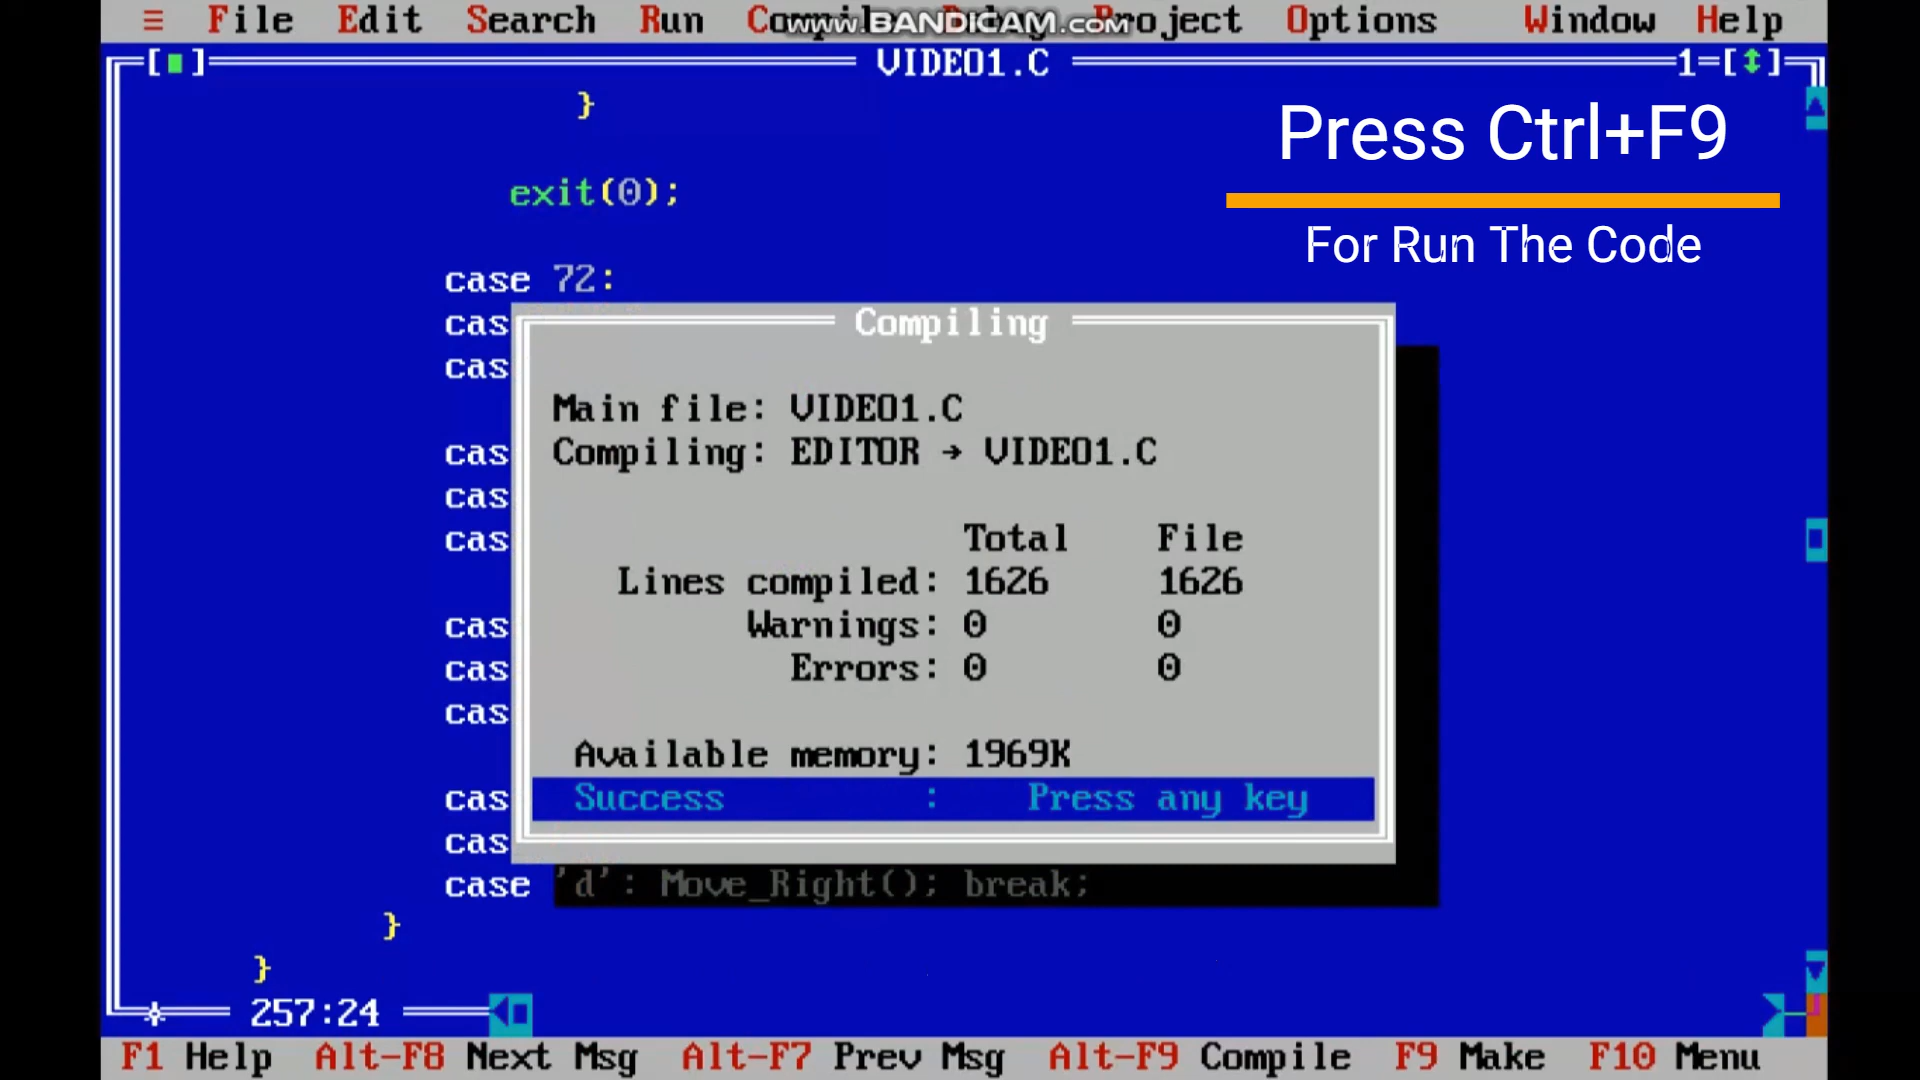 ≡ File Edit Search Run Compile Debug Project Options Window Help
www.BANDICAM.com
[■] VIDEO1.C 1=[↕]
}
Press Ctrl+F9
exit(0);
For Run The Code
case 72:
cas
cas
cas
cas
cas
cas
cas
cas
cas
cas
case 'd': Move_Right(); break;
}
}
Compiling
Main file: VIDEO1.C
Compiling: EDITOR → VIDEO1.C
Total File
Lines compiled: 1626 1626
Warnings: 0 0
Errors: 0 0
Available memory: 1969K
Success : Press any key
257:24
F1 Help Alt-F8 Next Msg Alt-F7 Prev Msg Alt-F9 Compile F9 Make F10 Menu